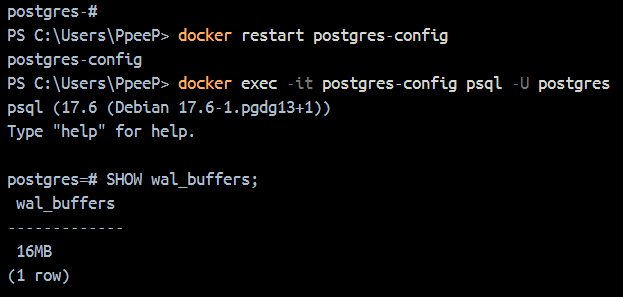 postgres-#
PS C:\Users\PpeeP> docker restart postgres-config
postgres-config
PS C:\Users\PpeeP> docker exec -it postgres-config psql -U postgres
psql (17.6 (Debian 17.6-1.pgdg13+1))
Type "help" for help.
postgres=# SHOW wal_buffers;
wal_buffers
-------------
16MB
(1 row)